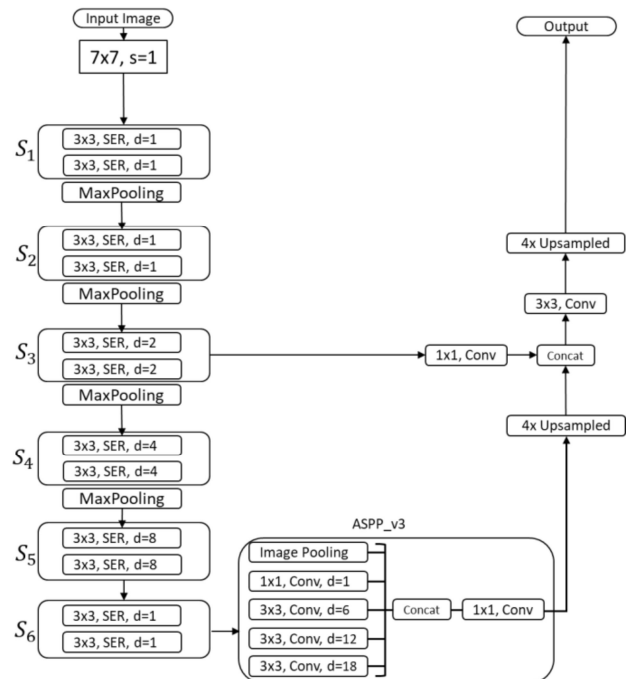 Input Image
7x7, s=1
S₁
3x3, SER, d=1
3x3, SER, d=1
MaxPooling
S₂
3x3, SER, d=1
3x3, SER, d=1
MaxPooling
S₃
3x3, SER, d=2
3x3, SER, d=2
MaxPooling
S₄
3x3, SER, d=4
3x3, SER, d=4
MaxPooling
S₅
3x3, SER, d=8
3x3, SER, d=8
S₆
3x3, SER, d=1
3x3, SER, d=1
ASPP_v3
Image Pooling
1x1, Conv, d=1
3x3, Conv, d=6
3x3, Conv, d=12
3x3, Conv, d=18
Concat
1x1, Conv
Output
4x Upsampled
3x3, Conv
1x1, Conv
Concat
4x Upsampled